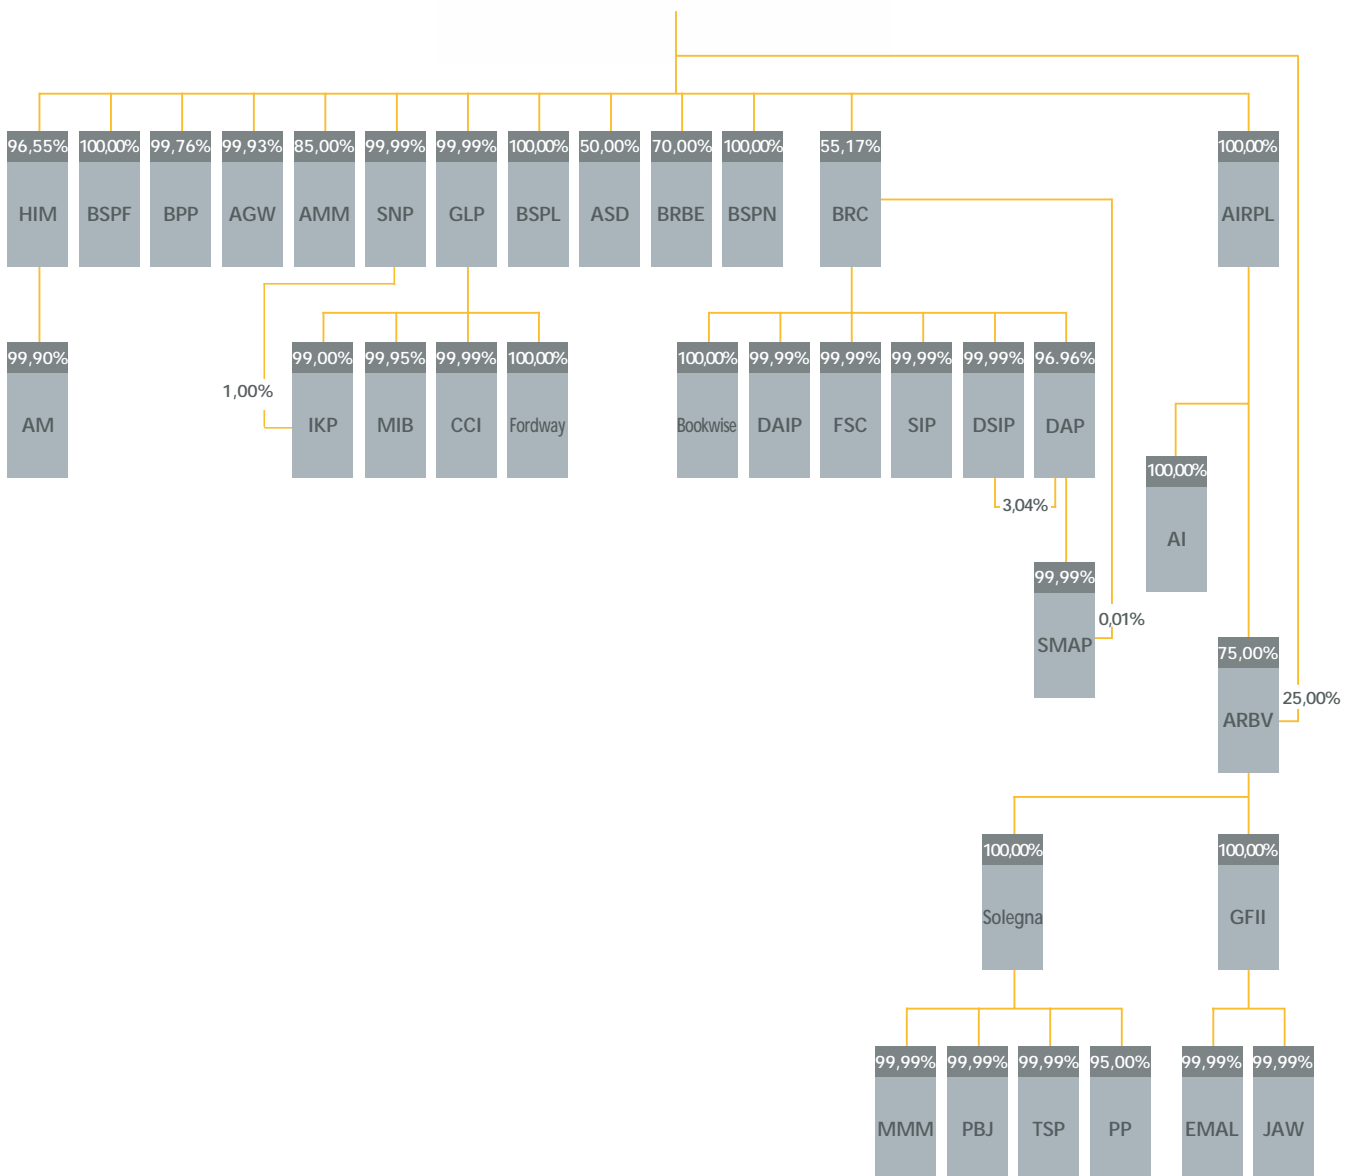 96,55% 100,00% 99,76% 99,93% 85,00% 99,99% 99,99% 100,00% 50,00% 70,00% 100,00% 55,17% 100,00%
HIM BSPF BPP AGW AMM SNP GLP BSPL ASD BRBE BSPN BRC AIRPL
99,90% 99,00% 99,95% 99,99% 100,00% 100,00% 99,99% 99,99% 99,99% 99,99% 96.96%
1,00%
AM IKP MIB CCI Fordway Bookwise DAIP FSC SIP DSIP DAP
100,00%
3,04%
AI
99,99%
0,01%
SMAP
75,00%
25,00%
ARBV
100,00% 100,00%
Solegna GFII
99,99% 99,99% 99,99% 95,00% 99,99% 99,99%
MMM PBJ TSP PP EMAL JAW